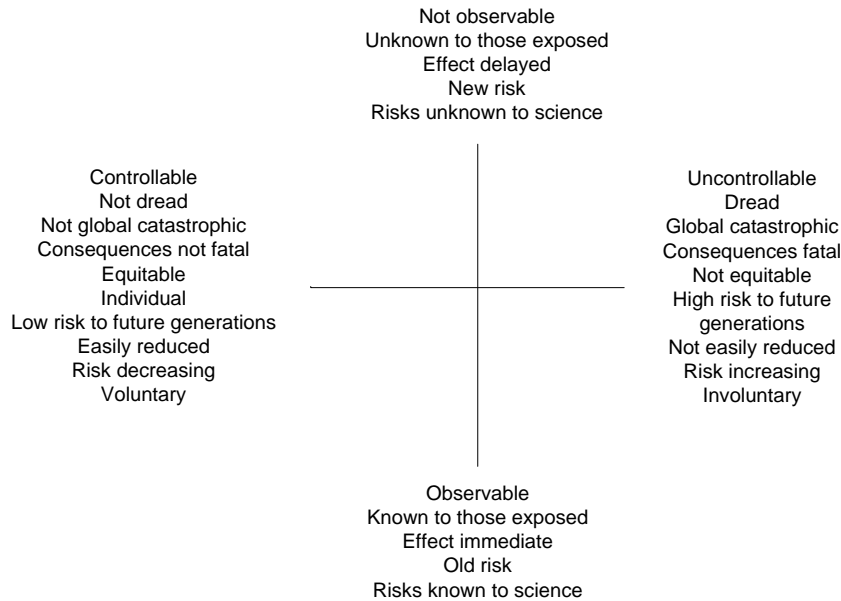 Not observable
Unknown to those exposed
Effect delayed
New risk
Risks unknown to science
Controllable
Not dread
Not global catastrophic
Consequences not fatal
Equitable
Individual
Low risk to future generations
Easily reduced
Risk decreasing
Voluntary
Uncontrollable
Dread
Global catastrophic
Consequences fatal
Not equitable
High risk to future
generations
Not easily reduced
Risk increasing
Involuntary
Observable
Known to those exposed
Effect immediate
Old risk
Risks known to science